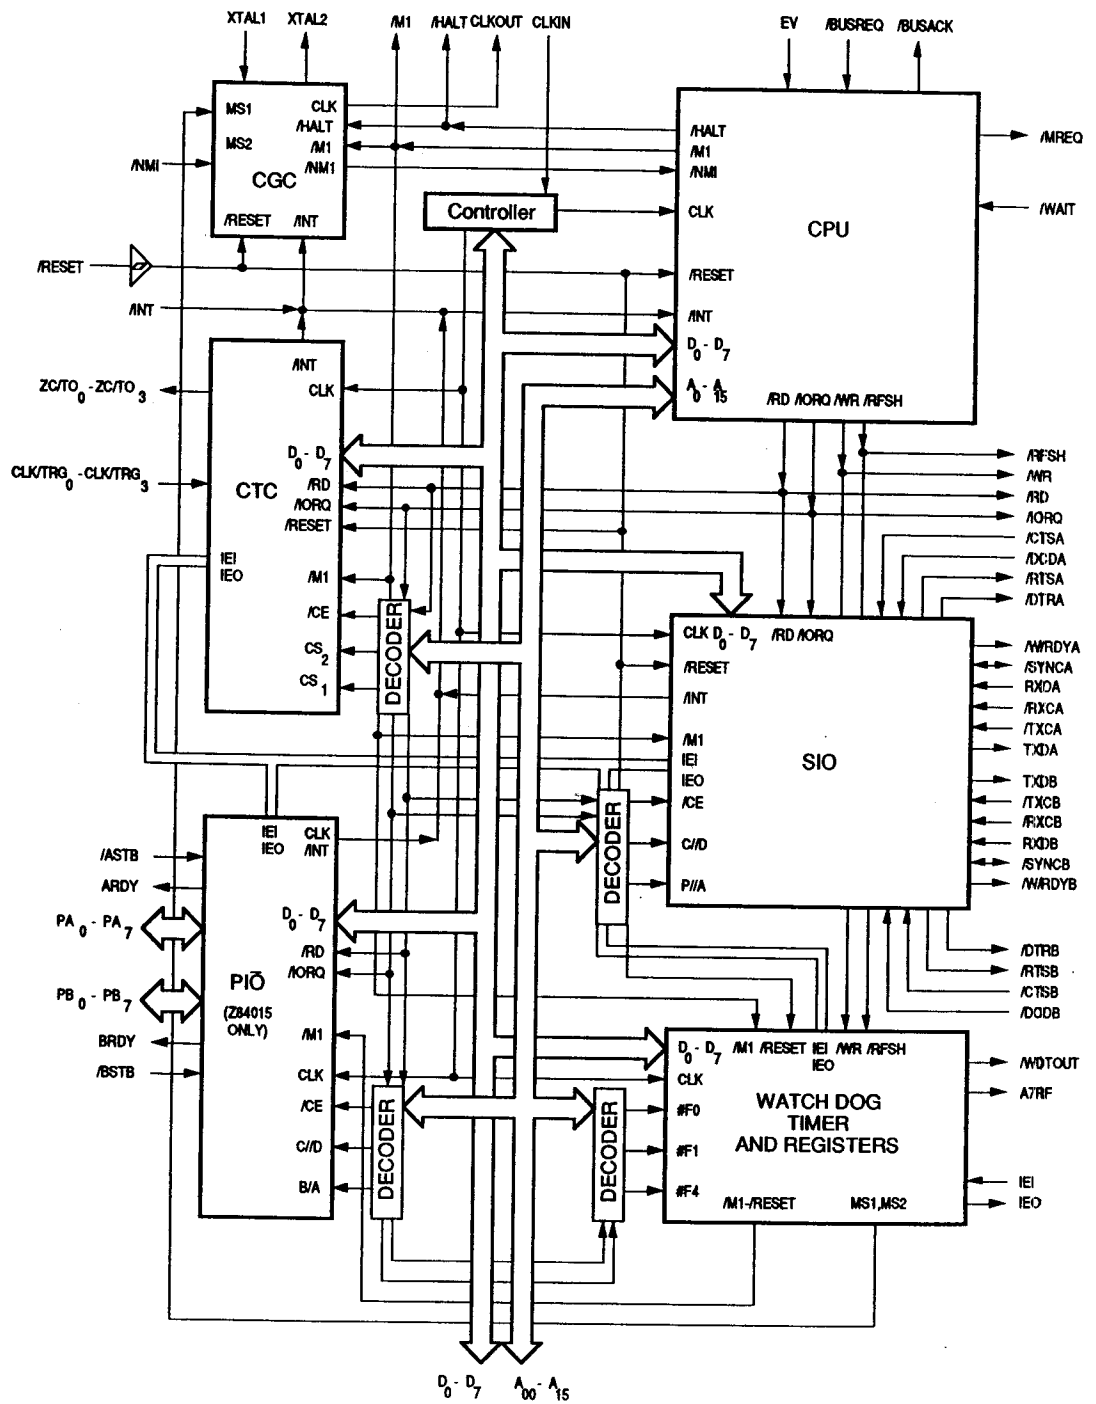 XTAL1 XTAL2 /M1 /HALT CLKOUT CLKIN EV /BUSREQ /BUSACK
MS1 CLK
/HALT
MS2 /M1
/NMI /NM1
CGC
/RESET /INT
Controller
/HALT
/M1
/NMI
CLK
CPU
/RESET
/INT
D0 - D7
A0 - A15
/RD /IORQ /WR /RFSH
/MREQ
/WAIT
/RESET
/INT
/INT
ZC/TO0 - ZC/TO3 CLK
D0 - D7
CLK/TRG0 - CLK/TRG3 CTC /RD
/IORQ
/RESET
IEI
IEO
/M1
/CE
CS2
CS1
DECODER
/RFSH
/WR
/RD
/IORQ
/CTSA
/DCDA
/RTSA
/DTRA
CLK D0 - D7 /RD /IORQ
/RESET
/INT
/M1
IEI
IEO
/CE
C//D
P//A
SIO
DECODER
/W/RDYA
/SYNCA
RXDA
/RXCA
/TXCA
TXDA
TXDB
/TXCB
/RXCB
RXDB
/SYNCB
/W/RDYB
/DTRB
/RTSB
/CTSB
/DCDB
IEI CLK
IEO /INT
/ASTB
ARDY
PA0 - PA7 D0 - D7
/RD
PIO /IORQ
PB0 - PB7 (Z84015
ONLY)
/M1
BRDY
/BSTB CLK
/CE
C//D
B/A
DECODER
DECODER
D0 - D7 /M1 /RESET IEI /WR /RFSH
IEO
CLK
#F0
#F1
#F4
WATCH DOG
TIMER
AND REGISTERS
/M1-/RESET MS1,MS2
/WDTOUT
A7RF
IEI
IEO
D0 - D7 A00 - A15